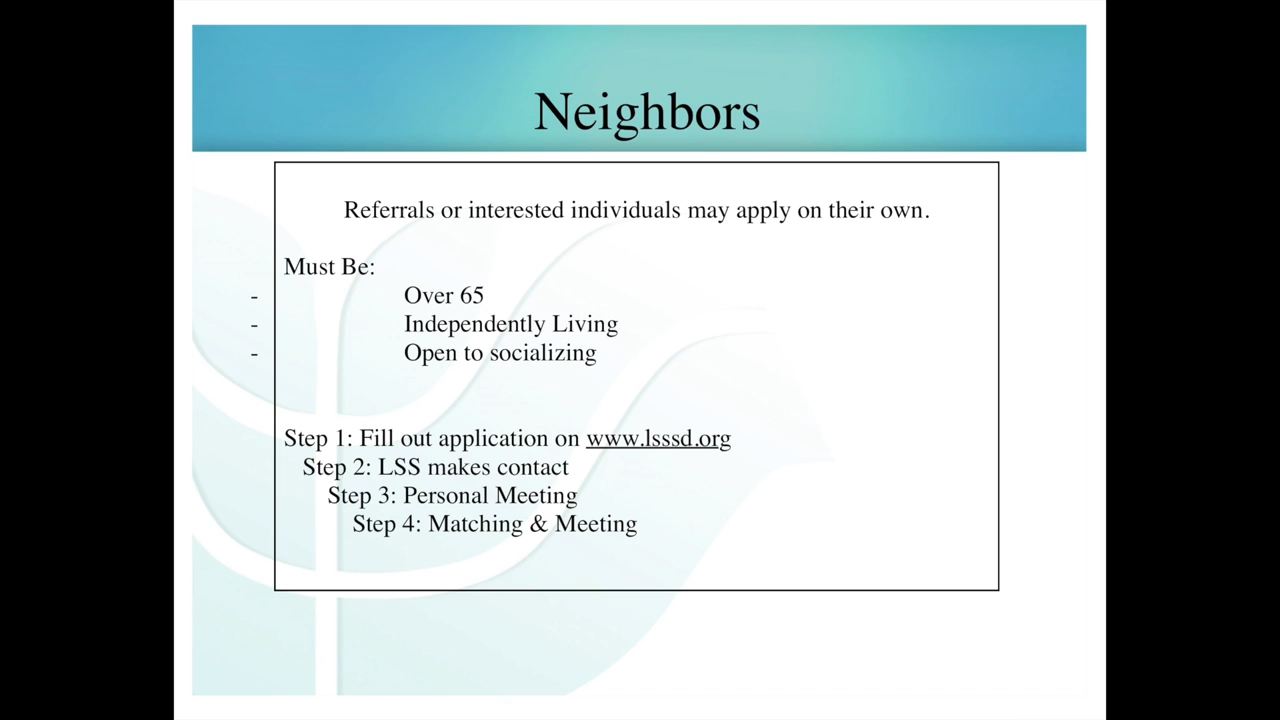 Neighbors
Referrals or interested individuals may apply on their own.
Must Be:
- Over 65
- Independently Living
- Open to socializing
Step 1: Fill out application on www.lsssd.org
Step 2: LSS makes contact
Step 3: Personal Meeting
Step 4: Matching & Meeting